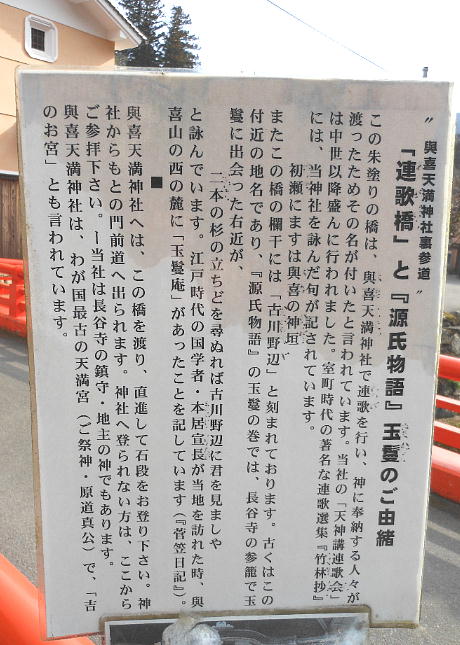 〝與喜天満神社裏参道〟
「連歌橋」と『源氏物語』玉鬘のご由緒
この朱塗りの橋は、與喜天満神社で連歌を行い、神に奉納する人々が
渡ったためその名が付いたと言われています。当社の「天神講連歌会」
は中世以降盛んに行われました。室町時代の著名な連歌選集『竹林抄』
には、当神社を詠んだ句が記されています。
初瀬にますは與喜の神垣
またこの橋の欄干には「古川野辺」と刻まれております。古くはこの
付近の地名であり、『源氏物語』の玉鬘の巻では、長谷寺の参籠で玉
鬘に出会った右近が、
二本の杉の立ちどを尋ぬれば古川野辺に君を見ましや
と詠んでいます。江戸時代の国学者・本居宣長が当地を訪れた時、與
喜山の西の麓に「玉鬘庵」があったことを記しています(『菅笠日記』)。
■
與喜天満神社へは、この橋を渡り、直進して石段をお登り下さい。神
社からもとの門前道へ出られます。神社へ登られない方は、ここから
ご参拝下さい。ー当社は長谷寺の鎮守・地主の神でもあります。
與喜天満神社は、わが国最古の天満宮(ご祭神・原道真公)で、「吉
のお宮」とも言われています。